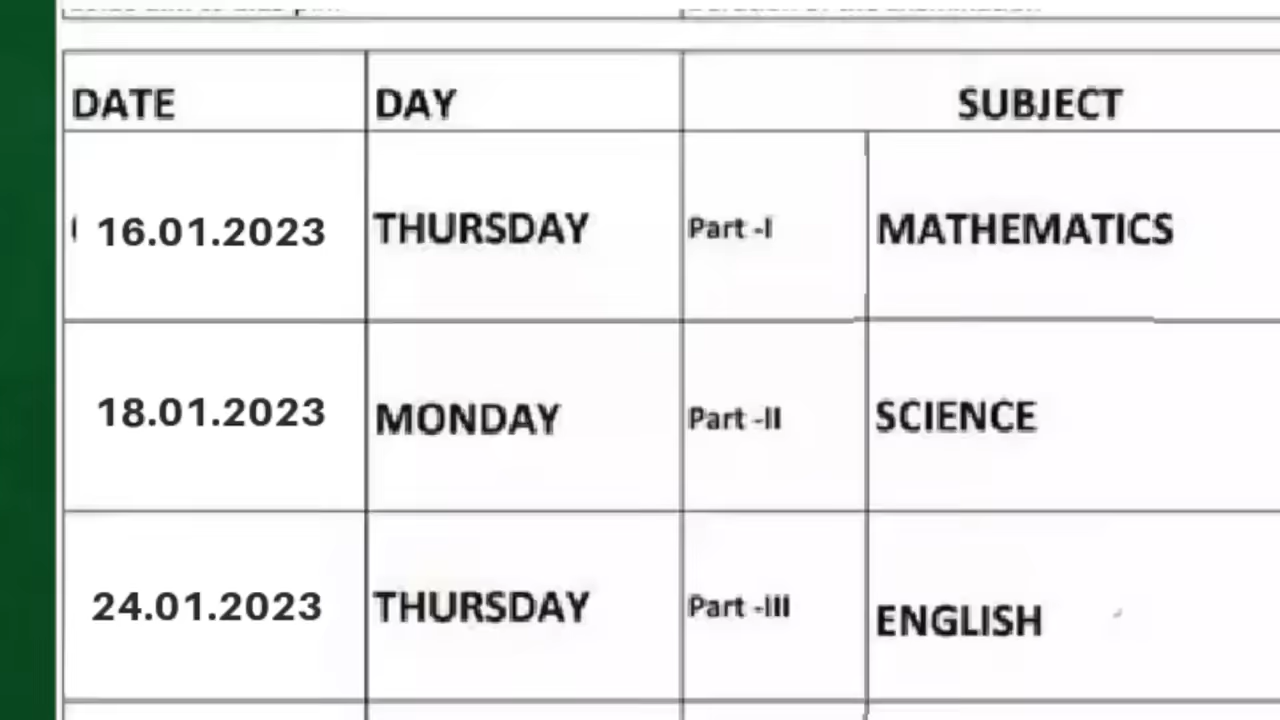 DATE DAY SUBJECT
16.01.2023 THURSDAY Part -I MATHEMATICS
18.01.2023 MONDAY Part -II SCIENCE
24.01.2023 THURSDAY Part -III ENGLISH